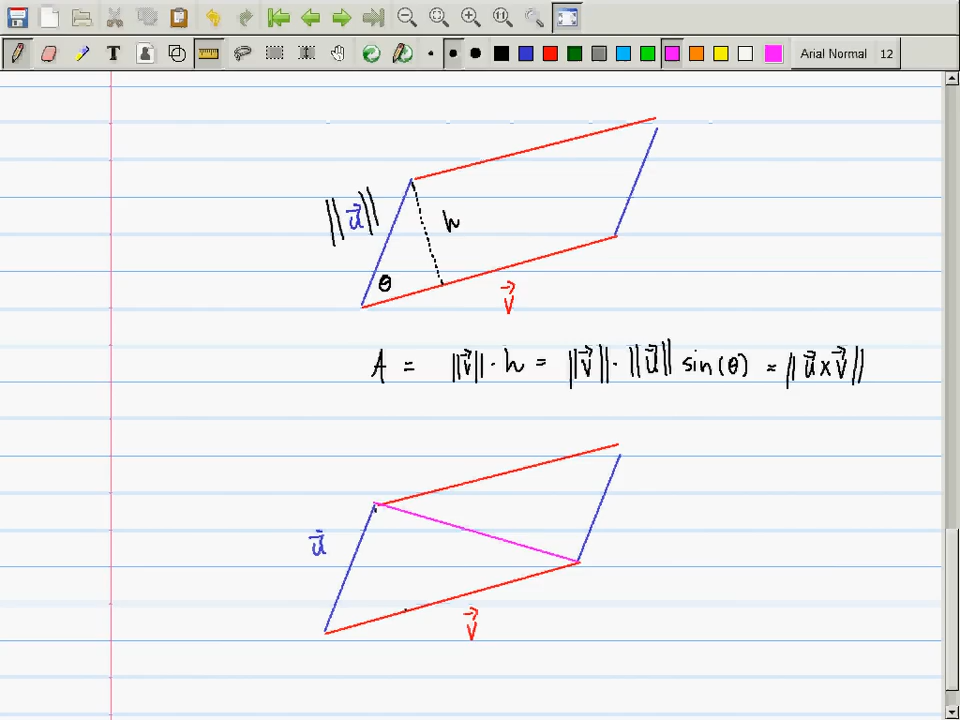 T
Arial Normal 12
||u⃗||
h
θ
v⃗
A = ||v⃗|| · h = ||v⃗|| · ||u⃗|| sin(θ) = ||u⃗×v⃗||
u⃗
v⃗